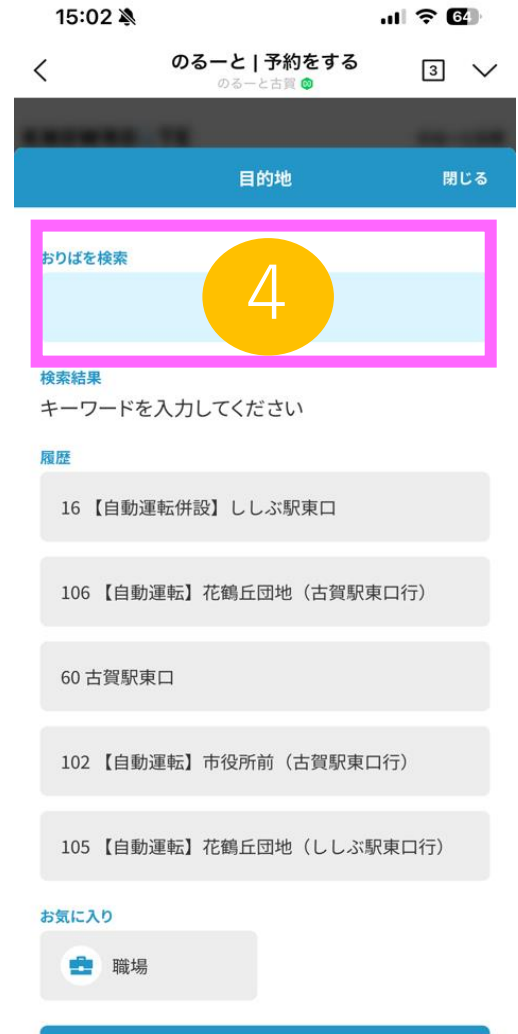 15:02
64
のるーと | 予約をする
のるーと古賀
3
目的地
閉じる
おりばを検索
4
検索結果
キーワードを入力してください
履歴
16 【自動運転併設】ししぶ駅東口
106 【自動運転】花鶴丘団地（古賀駅東口行）
60 古賀駅東口
102 【自動運転】市役所前（古賀駅東口行）
105 【自動運転】花鶴丘団地（ししぶ駅東口行）
お気に入り
職場